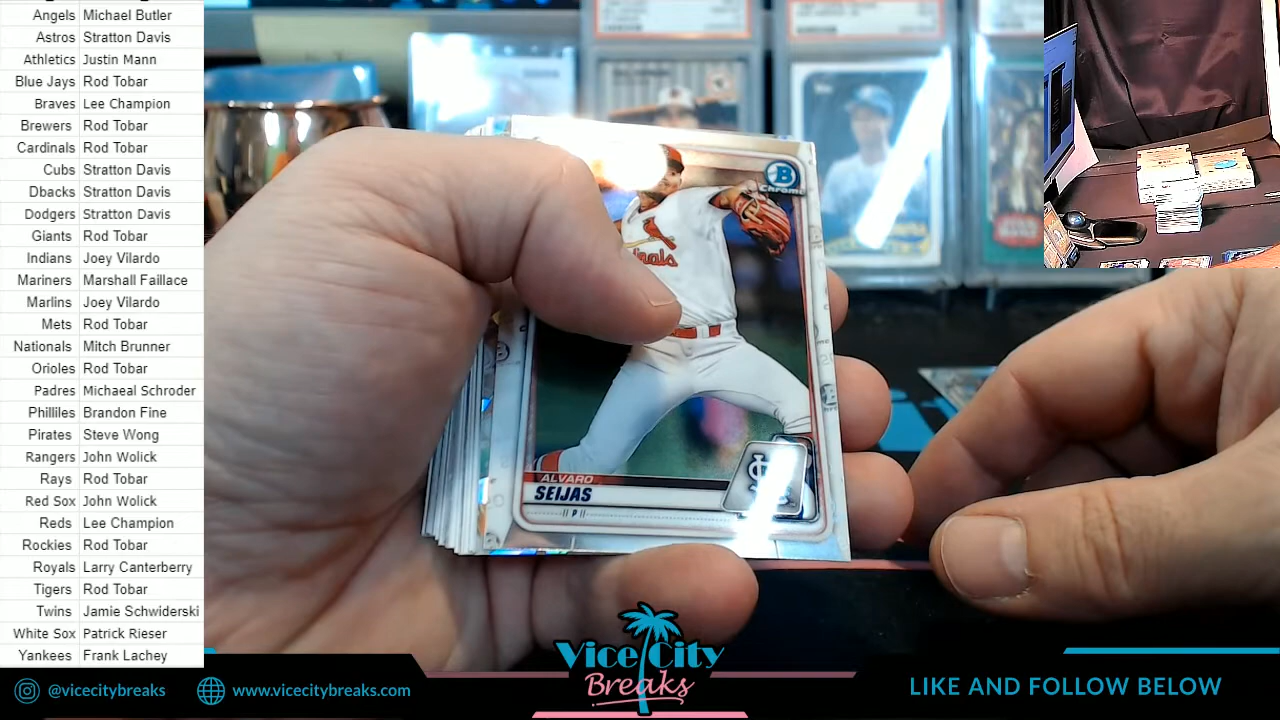 Angels Michael Butler
Astros Stratton Davis
Athletics Justin Mann
Blue Jays Rod Tobar
Braves Lee Champion
Brewers Rod Tobar
Cardinals Rod Tobar
Cubs Stratton Davis
Dbacks Stratton Davis
Dodgers Stratton Davis
Giants Rod Tobar
Indians Joey Vilardo
Mariners Marshall Faillace
Marlins Joey Vilardo
Mets Rod Tobar
Nationals Mitch Brunner
Orioles Rod Tobar
Padres Michaeal Schroder
Philliles Brandon Fine
Pirates Steve Wong
Rangers John Wolick
Rays Rod Tobar
Red Sox John Wolick
Reds Lee Champion
Rockies Rod Tobar
Royals Larry Canterberry
Tigers Rod Tobar
Twins Jamie Schwiderski
White Sox Patrick Rieser
Yankees Frank Lachey
B
Chrome
ALVARO
SEIJAS
P
@vicecitybreaks
www.vicecitybreaks.com
Vice City
Breaks
LIKE AND FOLLOW BELOW